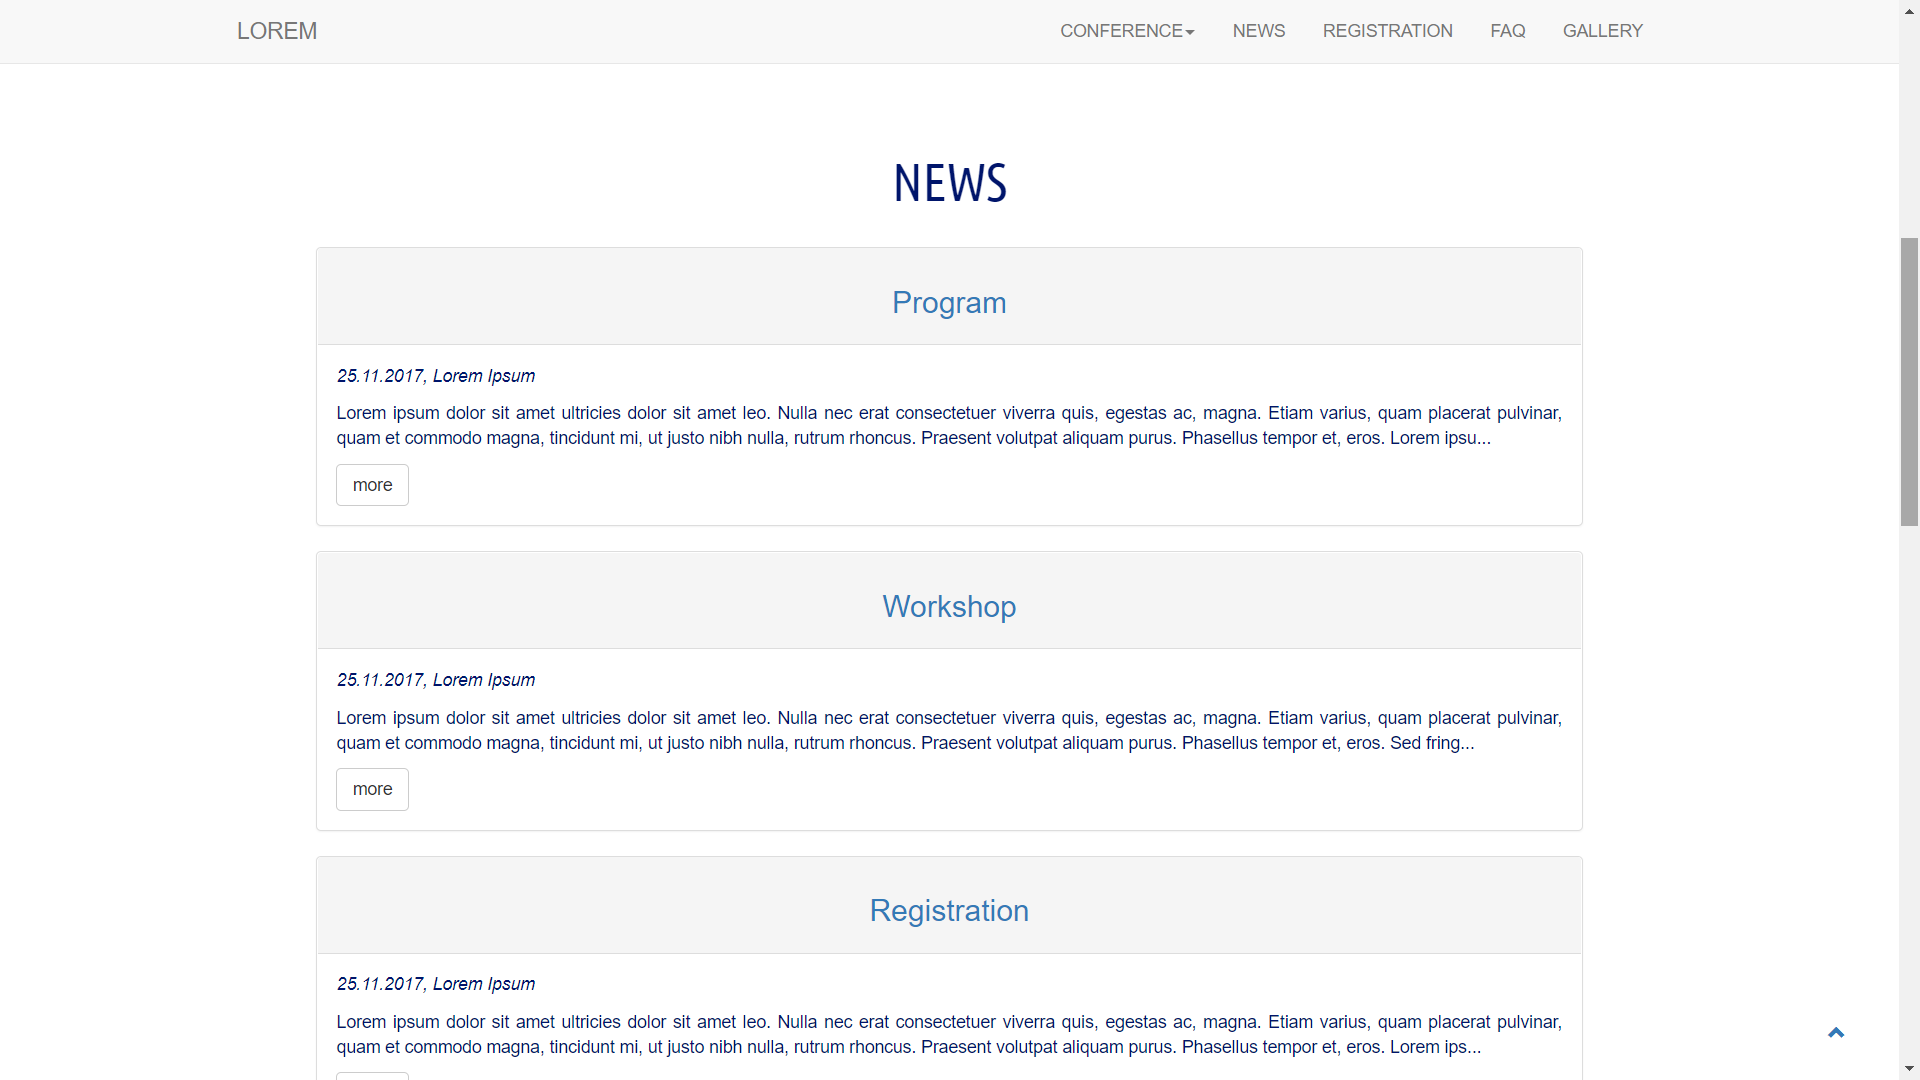 LOREM
CONFERENCE NEWS REGISTRATION FAQ GALLERY
NEWS
Program
25.11.2017, Lorem Ipsum
Lorem ipsum dolor sit amet ultricies dolor sit amet leo. Nulla nec erat consectetuer viverra quis, egestas ac, magna. Etiam varius, quam placerat pulvinar,
quam et commodo magna, tincidunt mi, ut justo nibh nulla, rutrum rhoncus. Praesent volutpat aliquam purus. Phasellus tempor et, eros. Lorem ipsu...
more
Workshop
25.11.2017, Lorem Ipsum
Lorem ipsum dolor sit amet ultricies dolor sit amet leo. Nulla nec erat consectetuer viverra quis, egestas ac, magna. Etiam varius, quam placerat pulvinar,
quam et commodo magna, tincidunt mi, ut justo nibh nulla, rutrum rhoncus. Praesent volutpat aliquam purus. Phasellus tempor et, eros. Sed fring...
more
Registration
25.11.2017, Lorem Ipsum
Lorem ipsum dolor sit amet ultricies dolor sit amet leo. Nulla nec erat consectetuer viverra quis, egestas ac, magna. Etiam varius, quam placerat pulvinar,
quam et commodo magna, tincidunt mi, ut justo nibh nulla, rutrum rhoncus. Praesent volutpat aliquam purus. Phasellus tempor et, eros. Lorem ips...